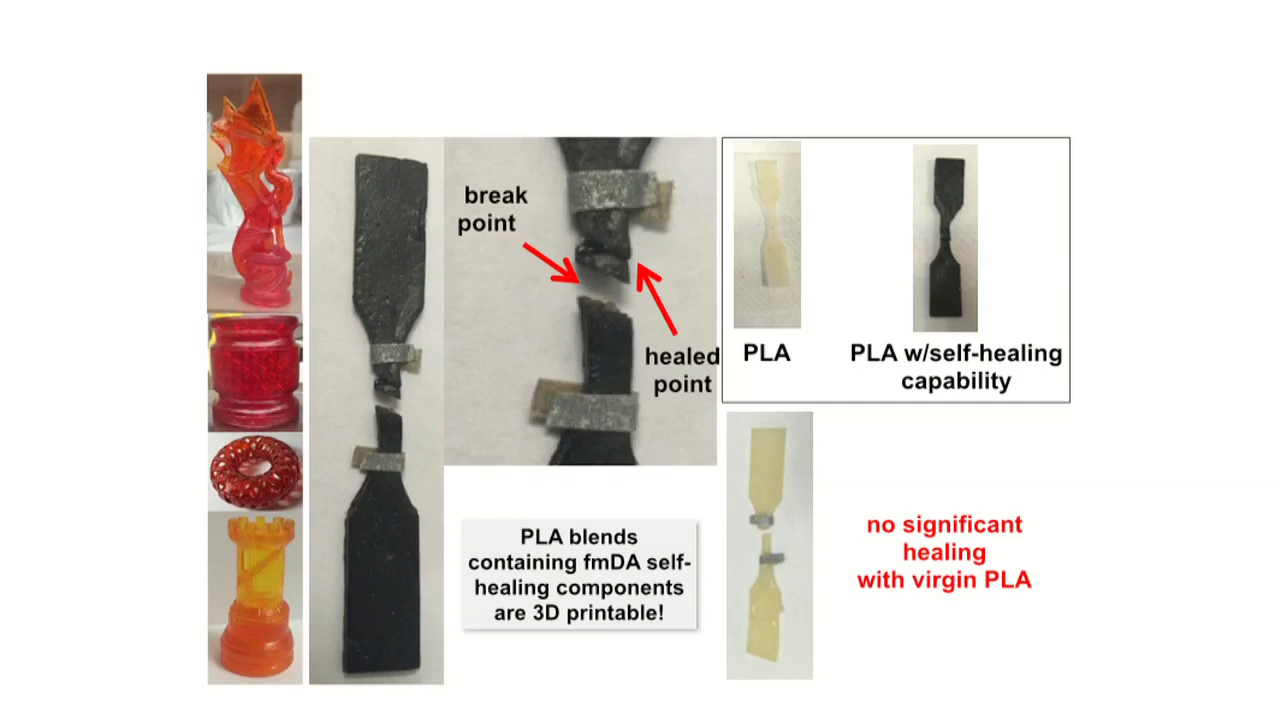 break
point
healed
point
PLA
PLA w/self-healing
capability
PLA blends
containing fmDA self-
healing components
are 3D printable!
no significant
healing
with virgin PLA